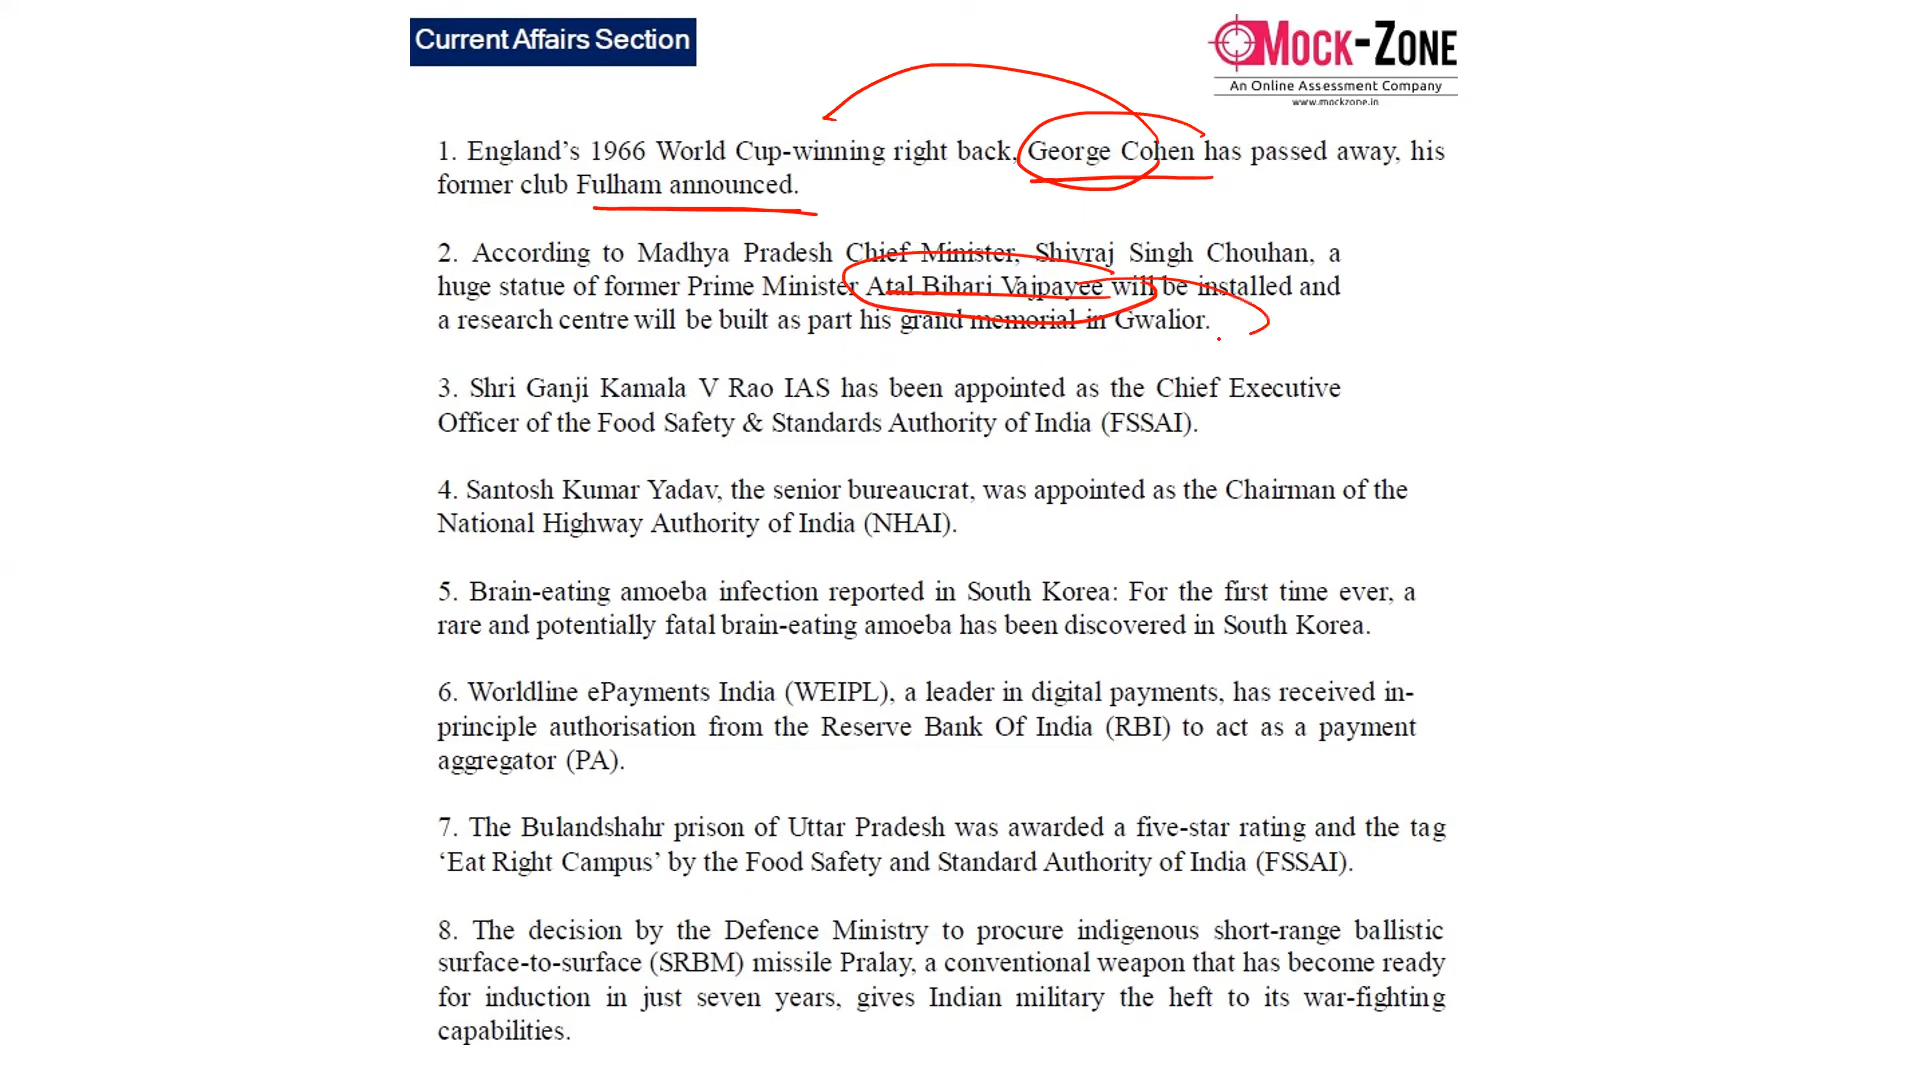 Current Affairs Section
MOCK-ZONE
An Online Assessment Company
www.mockzone.in
1. England’s 1966 World Cup-winning right back, George Cohen has passed away, his
former club Fulham announced.
2. According to Madhya Pradesh Chief Minister, Shivraj Singh Chouhan, a
huge statue of former Prime Minister Atal Bihari Vajpayee will be installed and
a research centre will be built as part his grand memorial in Gwalior.
3. Shri Ganji Kamala V Rao IAS has been appointed as the Chief Executive
Officer of the Food Safety & Standards Authority of India (FSSAI).
4. Santosh Kumar Yadav, the senior bureaucrat, was appointed as the Chairman of the
National Highway Authority of India (NHAI).
5. Brain-eating amoeba infection reported in South Korea: For the first time ever, a
rare and potentially fatal brain-eating amoeba has been discovered in South Korea.
6. Worldline ePayments India (WEIPL), a leader in digital payments, has received in-
principle authorisation from the Reserve Bank Of India (RBI) to act as a payment
aggregator (PA).
7. The Bulandshahr prison of Uttar Pradesh was awarded a five-star rating and the tag
‘Eat Right Campus’ by the Food Safety and Standard Authority of India (FSSAI).
8. The decision by the Defence Ministry to procure indigenous short-range ballistic
surface-to-surface (SRBM) missile Pralay, a conventional weapon that has become ready
for induction in just seven years, gives Indian military the heft to its war-fighting
capabilities.